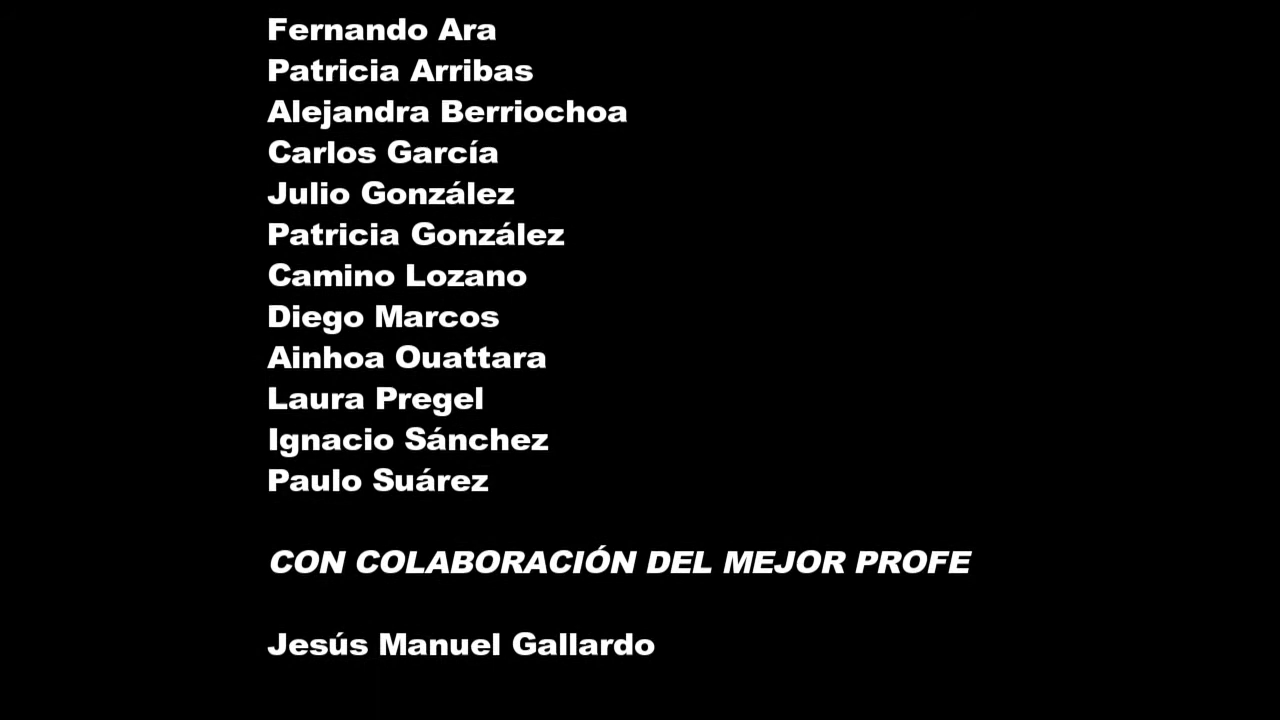 Fernando Ara
Patricia Arribas
Alejandra Berriochoa
Carlos García
Julio González
Patricia González
Camino Lozano
Diego Marcos
Ainhoa Ouattara
Laura Pregel
Ignacio Sánchez
Paulo Suárez
CON COLABORACIÓN DEL MEJOR PROFE
Jesús Manuel Gallardo